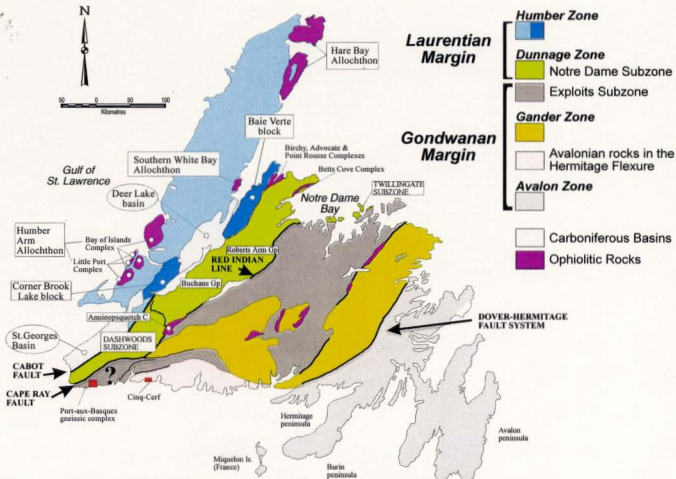 N
50 0 50 100
Kilometres
Hare Bay
Allochthon
Baie Verte
block
Southern White Bay
Allochthon
Birchy, Advocate &
Point Rousse Complexes
Betts Cove Complex
Gulf of
St. Lawrence
Deer Lake
basin
Notre Dame
Bay
TWILLINGATE
SUBZONE
Humber
Arm
Allochthon
Bay of Islands
Complex
Little Port
Complex
Roberts Arm Gp
RED INDIAN
LINE
Corner Brook
Lake block
Buchans Gp
Annieopsquotch C
St.Georges
Basin
DASHWOODS
SUBZONE
DOVER-HERMITAGE
FAULT SYSTEM
CABOT
FAULT
?
CAPE RAY
FAULT
Port-aux-Basques
gneissic complex
Cinq-Cerf
Hermitage
peninsula
Avalon
peninsula
Miquelon Is.
(France)
Burin
peninsula
Laurentian
Margin
Humber Zone
Dunnage Zone
Notre Dame Subzone
Gondwanan
Margin
Exploits Subzone
Gander Zone
Avalonian rocks in the
Hermitage Flexure
Avalon Zone
Carboniferous Basins
Ophiolitic Rocks